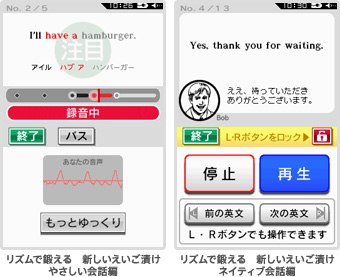 No. 2/5
10:26
I'll have a hamburger.
注目
アイル ハブ ア ハンバーガー
録音中
終了
パス
あなたの音声
もっとゆっくり
リズムで鍛える 新しいえいご漬け
やさしい会話編
No. 4/13
10:30
Yes, thank you for waiting.
ええ、待っていただき
ありがとうございます。
Bob
終了
L・Rボタンをロック▶
停止
再生
前の英文
次の英文
L・Rボタンでも操作できます
リズムで鍛える 新しいえいご漬け
ネイティブ会話編